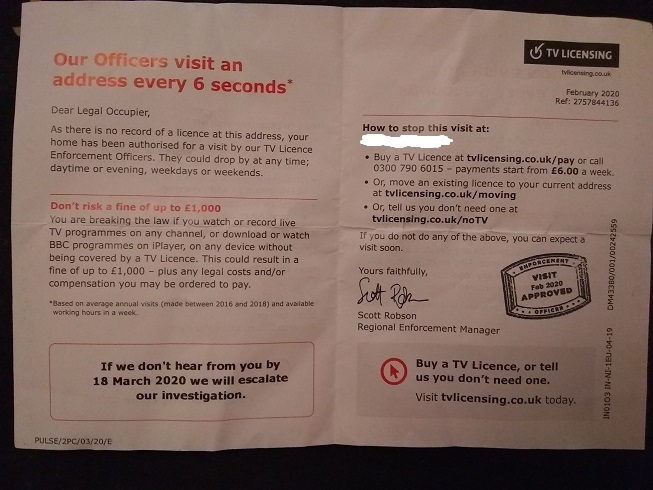 Our Officers visit an
address every 6 seconds*
Dear Legal Occupier,
As there is no record of a licence at this address, your
home has been authorised for a visit by our TV Licence
Enforcement Officers. They could drop by at any time;
daytime or evening, weekdays or weekends.
Don't risk a fine of up to £1,000
You are breaking the law if you watch or record live
TV programmes on any channel, or download or watch
BBC programmes on iPlayer, on any device without
being covered by a TV Licence. This could result in a
fine of up to £1,000 – plus any legal costs and/or
compensation you may be ordered to pay.
*Based on average annual visits (made between 2016 and 2018) and available
working hours in a week.
If we don't hear from you by
18 March 2020 we will escalate
our investigation.
PULSE/2PC/03/20/E
TV LICENSING
tvlicensing.co.uk
February 2020
Ref: 2757844136
How to stop this visit at:
• Buy a TV Licence at tvlicensing.co.uk/pay or call
0300 790 6015 – payments start from £6.00 a week.
• Or, move an existing licence to your current address
at tvlicensing.co.uk/moving
• Or, tell us you don't need one at
tvlicensing.co.uk/noTV
If you do not do any of the above, you can expect a
visit soon.
Yours faithfully,
Scott Robson
Scott Robson
Regional Enforcement Manager
ENFORCEMENT
VISIT
Feb 2020
APPROVED
OFFICER
Buy a TV Licence, or tell
us you don't need one.
Visit tvlicensing.co.uk today.
JN0103 IN-NI-1EU-04-19 DM43380/001/00242559